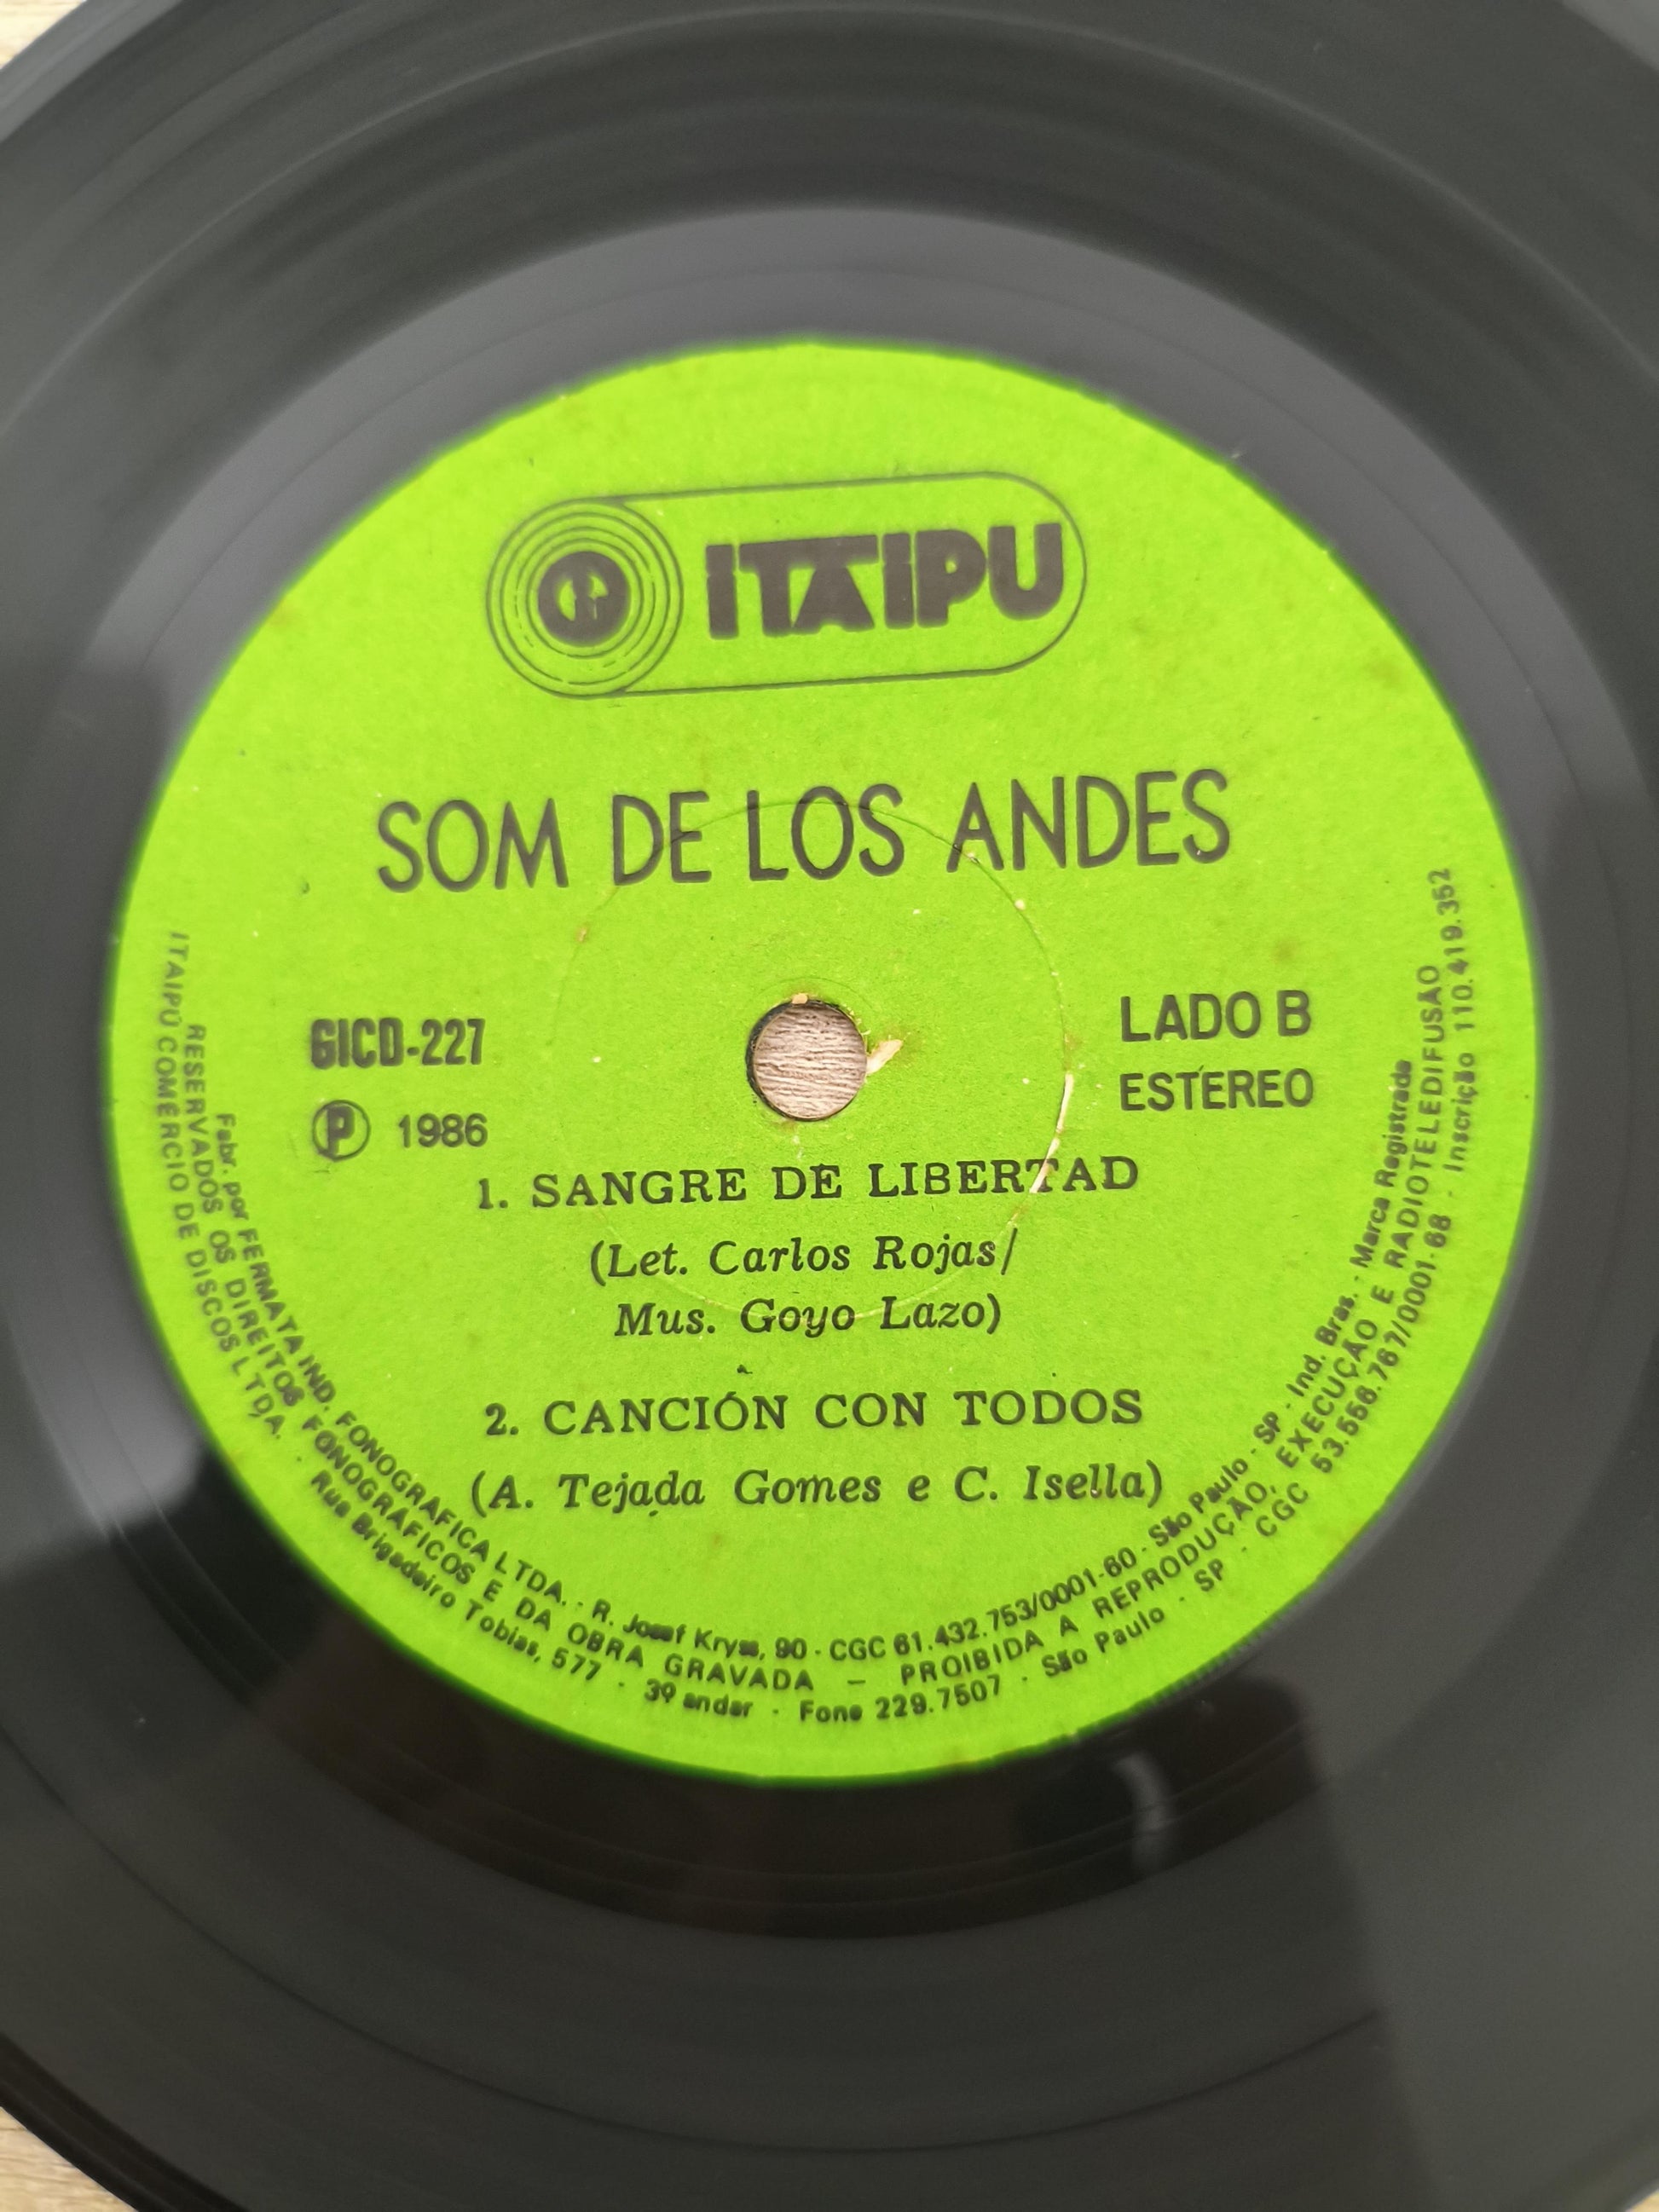 ITAIPU
SOM DE LOS ANDES
GICD-227
LADO B
ESTEREO
Ⓟ 1986
1. SANGRE DE LIBERTAD
(Let. Carlos Rojas/
Mus. Goyo Lazo)
2. CANCIÓN CON TODOS
(A. Tejada Gomes e C. Isella)
Fabr. por FERMATA IND. FONOGRAFICA LTDA. - R. Josef Kryss, 90 - CGC 61.432.753/0001-60 - São Paulo - SP - Ind. Bras. - Marca Registrada
RESERVADOS OS DIREITOS FONOGRÁFICOS E DA OBRA GRAVADA — PROIBIDA A REPRODUÇÃO, EXECUÇÃO E RADIOTELEDIFUSÃO
ITAIPÚ COMÉRCIO DE DISCOS LTDA. - Rua Brigadeiro Tobias, 577 - 3º andar - Fone 229.7507 - São Paulo - SP - CGC 53.556.767/0001-68 - Inscrição 110.419.352